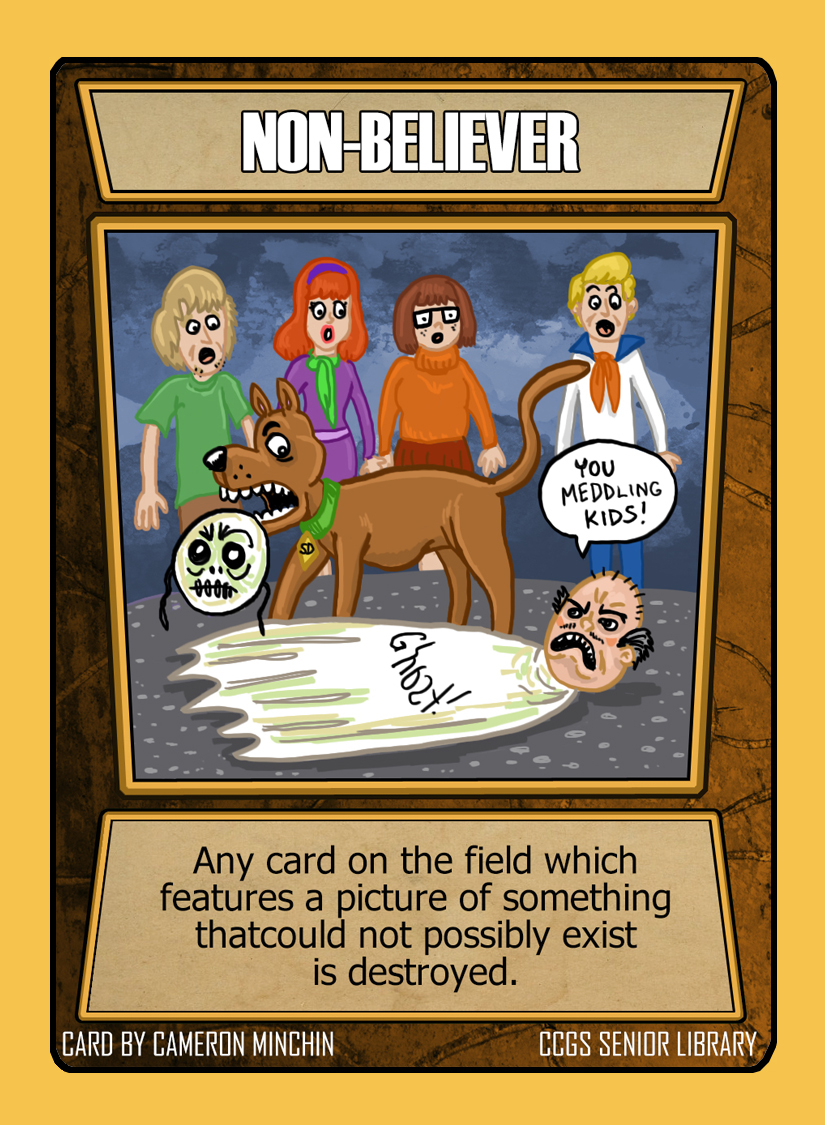 NON-BELIEVER
SD
YOU
MEDDLING
KIDS!
Ghost!!
Any card on the field which
features a picture of something
thatcould not possibly exist
is destroyed.
CARD BY CAMERON MINCHIN
CCGS SENIOR LIBRARY